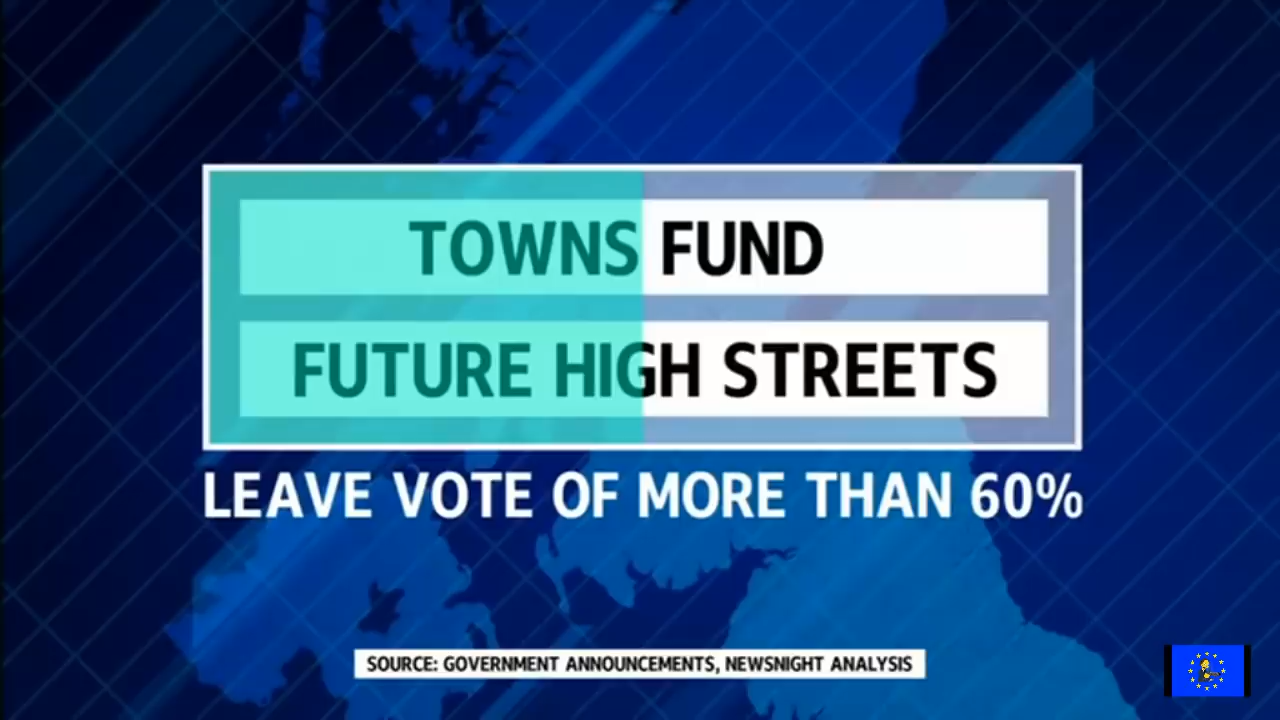 TOWNS FUND
FUTURE HIGH STREETS
LEAVE VOTE OF MORE THAN 60%
SOURCE: GOVERNMENT ANNOUNCEMENTS, NEWSNIGHT ANALYSIS